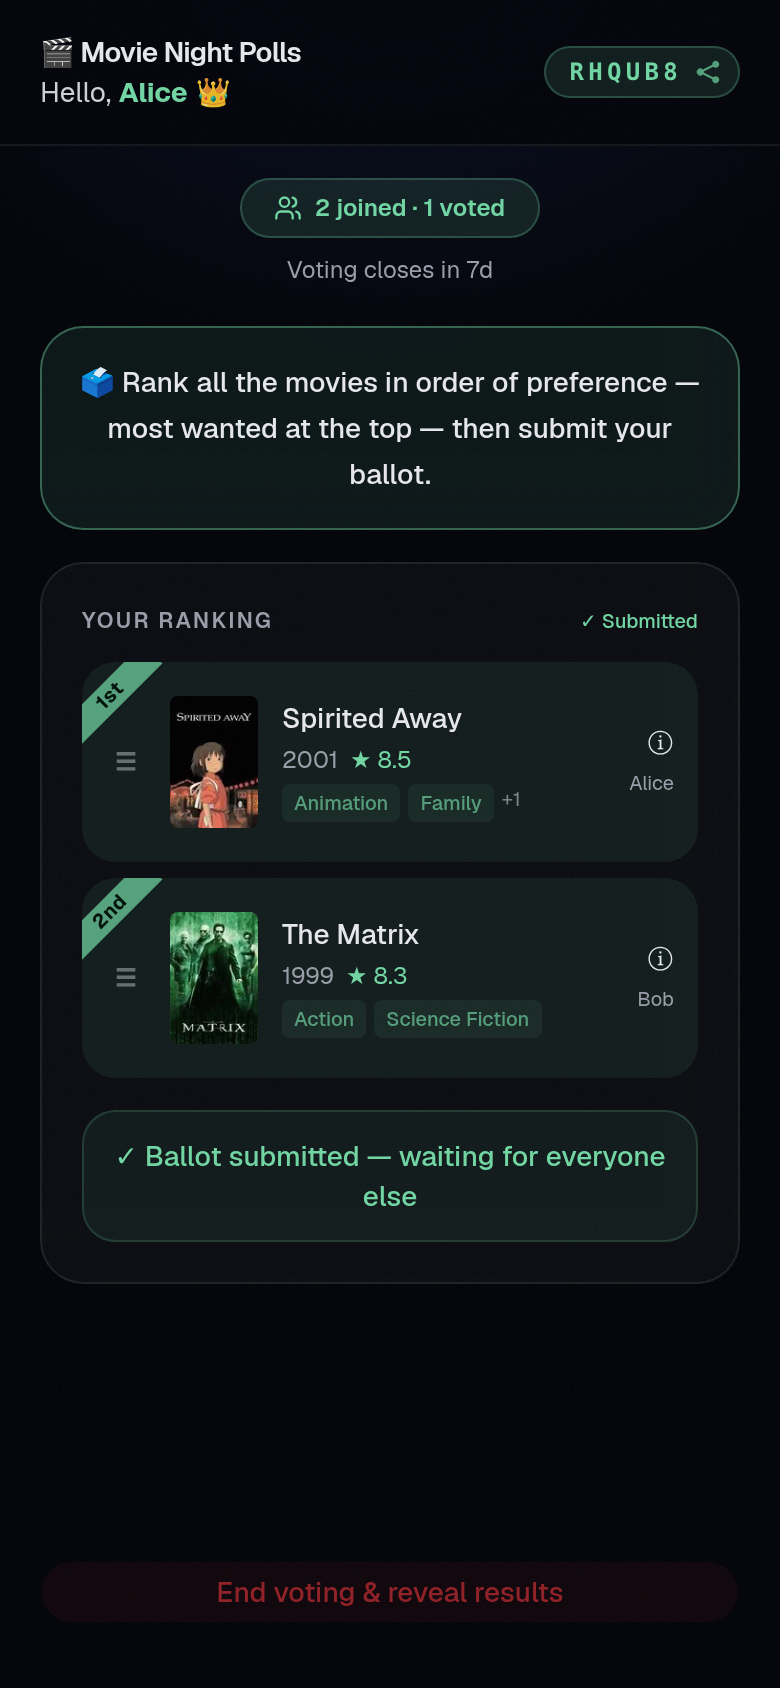 🎬 Movie Night Polls
Hello, Alice 👑
RHQUB8
2 joined · 1 voted
Voting closes in 7d
🗳️ Rank all the movies in order of preference —
most wanted at the top — then submit your
ballot.
YOUR RANKING
✓ Submitted
1st
SPIRITED AWAY
Spirited Away
2001 ★ 8.5
Animation Family +1
Alice
2nd
MATRIX
The Matrix
1999 ★ 8.3
Action Science Fiction
Bob
✓ Ballot submitted — waiting for everyone
else
End voting & reveal results